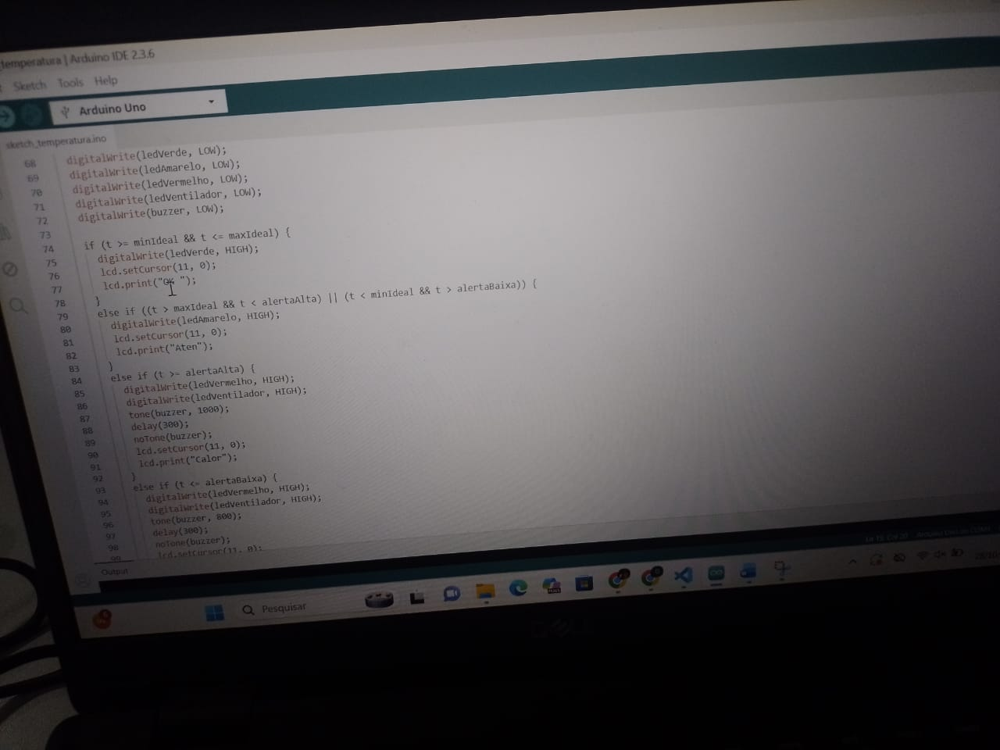 temperatura | Arduino IDE 2.3.6
Sketch Tools Help
Arduino Uno
sketch_temperatura.ino
68 digitalWrite(ledVerde, LOW);
69 digitalWrite(ledAmarelo, LOW);
70 digitalWrite(ledVermelho, LOW);
71 digitalWrite(ledVentilador, LOW);
72 digitalWrite(buzzer, LOW);
73
74 if (t >= minIdeal && t <= maxIdeal) {
75 digitalWrite(ledVerde, HIGH);
76 lcd.setCursor(11, 0);
77 lcd.print("OK ");
78 }
79 else if ((t > maxIdeal && t < alertaAlta) || (t < minIdeal && t > alertaBaixa)) {
80 digitalWrite(ledAmarelo, HIGH);
81 lcd.setCursor(11, 0);
82 lcd.print("Aten");
83 }
84 else if (t >= alertaAlta) {
85 digitalWrite(ledVermelho, HIGH);
86 digitalWrite(ledVentilador, HIGH);
87 tone(buzzer, 1000);
88 delay(300);
89 noTone(buzzer);
90 lcd.setCursor(11, 0);
91 lcd.print("Calor");
92 }
93 else if (t <= alertaBaixa) {
94 digitalWrite(ledVermelho, HIGH);
95 digitalWrite(ledVentilador, HIGH);
96 tone(buzzer, 800);
97 delay(300);
98 noTone(buzzer);
99 lcd.setCursor(11, 0);
Output
Pesquisar
DELL